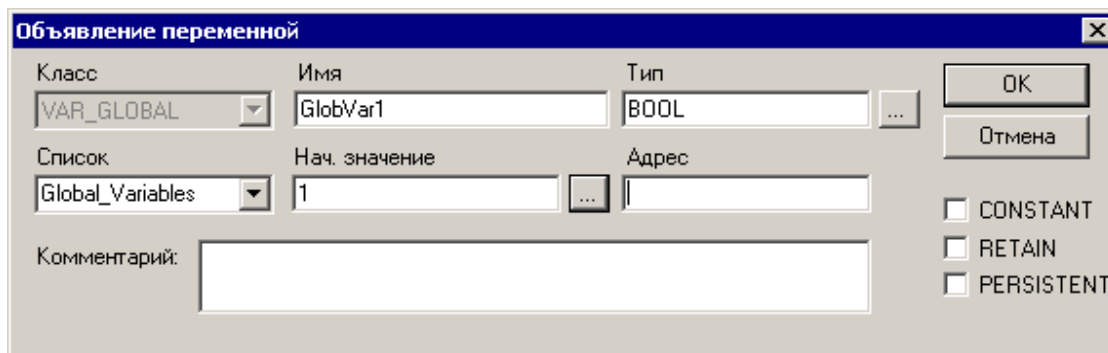 Объявление переменной
Класс Имя Тип
VAR_GLOBAL GlobVar1 BOOL ... OK
Отмена
Список Нач. значение Адрес
Global_Variables 1 ...
CONSTANT
Комментарий: RETAIN
PERSISTENT